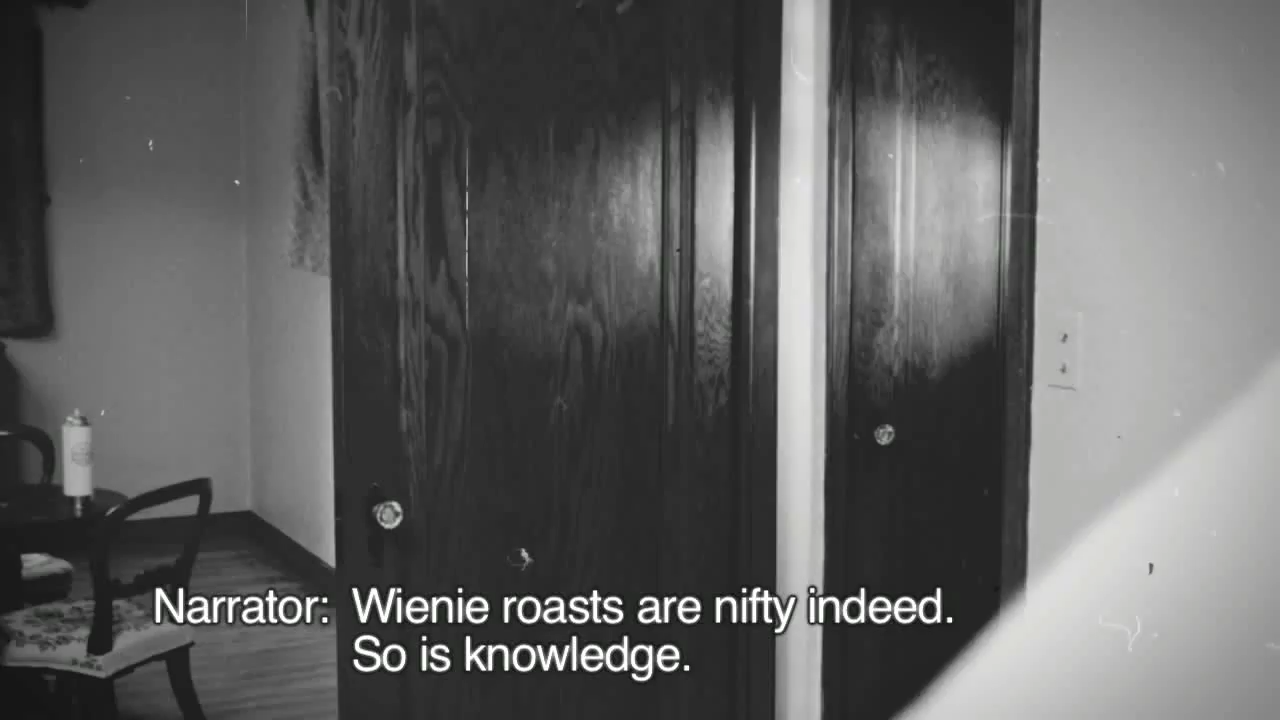 Narrator: Wienie roasts are nifty indeed.
So is knowledge.